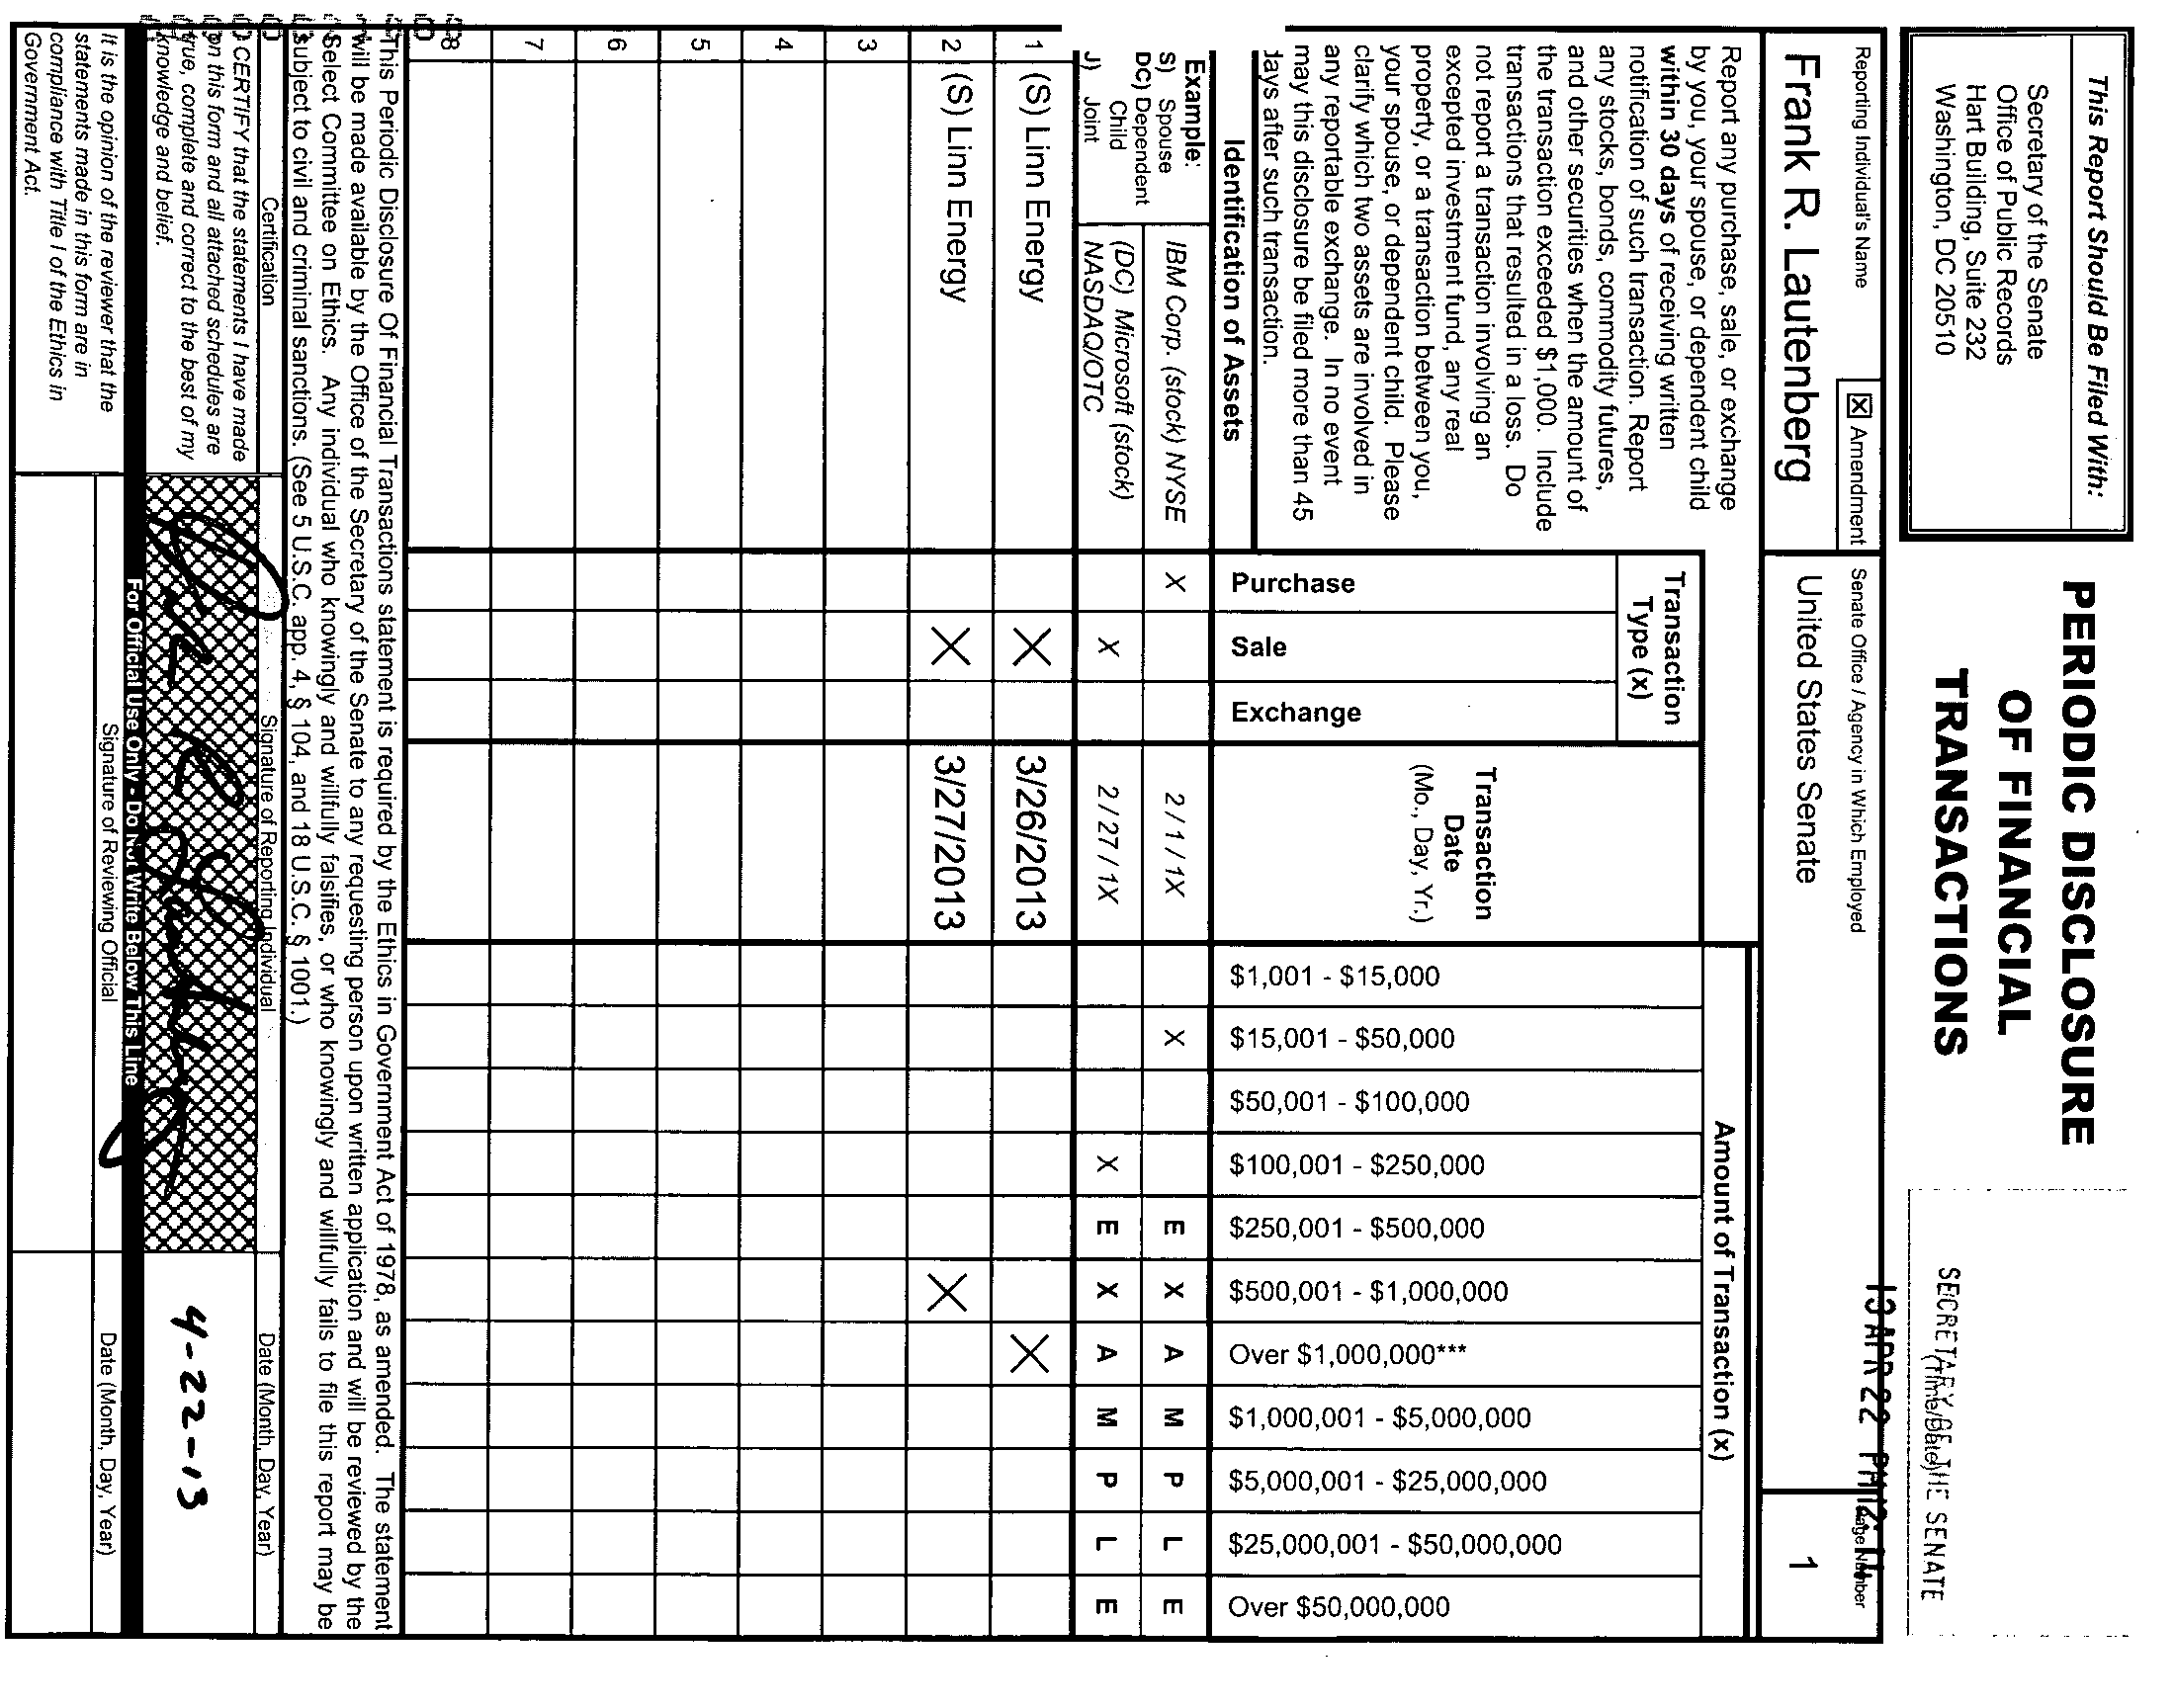 This Report Should Be Filed With:
Secretary of the Senate
Office of Public Records
Hart Building, Suite 232
Washington, DC 20510
PERIODIC DISCLOSURE
OF FINANCIAL
TRANSACTIONS
SECRETARY OF THE SENATE
(Time/Date)
13 APR 22 PM12:
Reporting Individual's Name
☒ Amendment
Frank R. Lautenberg
Senate Office / Agency in Which Employed
United States Senate
Page Number
1
Report any purchase, sale, or exchange
by you, your spouse, or dependent child
within 30 days of receiving written
notification of such transaction. Report
any stocks, bonds, commodity futures,
and other securities when the amount of
the transaction exceeded $1,000. Include
transactions that resulted in a loss. Do
not report a transaction involving an
excepted investment fund, any real
property, or a transaction between you,
your spouse, or dependent child. Please
clarify which two assets are involved in
any reportable exchange. In no event
may this disclosure be filed more than 45
days after such transaction.
Identification of Assets
Transaction
Type (x)
Purchase
Sale
Exchange
Transaction
Date
(Mo., Day, Yr.)
Amount of Transaction (x)
$1,001 - $15,000
$15,001 - $50,000
$50,001 - $100,000
$100,001 - $250,000
$250,001 - $500,000
$500,001 - $1,000,000
Over $1,000,000***
$1,000,001 - $5,000,000
$5,000,001 - $25,000,000
$25,000,001 - $50,000,000
Over $50,000,000
Example:
S) Spouse
DC) Dependent
Child
J) Joint
IBM Corp. (stock) NYSE X 2 / 1 / 1X X E X A M P L E
(DC) Microsoft (stock)
NASDAQ/OTC X 2 / 27 / 1X X E X A M P L E
1 (S) Linn Energy X 3/26/2013 X
2 (S) Linn Energy X 3/27/2013 X
3
4
5
6
7
8
This Periodic Disclosure Of Financial Transactions statement is required by the Ethics in Government Act of 1978, as amended. The statement
will be made available by the Office of the Secretary of the Senate to any requesting person upon written application and will be reviewed by the
Select Committee on Ethics. Any individual who knowingly and willfully falsifies, or who knowingly and willfully fails to file this report may be
subject to civil and criminal sanctions. (See 5 U.S.C. app. 4, § 104, and 18 U.S.C. § 1001.)
Certification
Signature of Reporting Individual
Date (Month, Day, Year)
I CERTIFY that the statements I have made
on this form and all attached schedules are
true, complete and correct to the best of my
knowledge and belief.
4-22-13
For Official Use Only - Do Not Write Below This Line
It is the opinion of the reviewer that the
statements made in this form are in
compliance with Title I of the Ethics in
Government Act.
Signature of Reviewing Official
Date (Month, Day, Year)